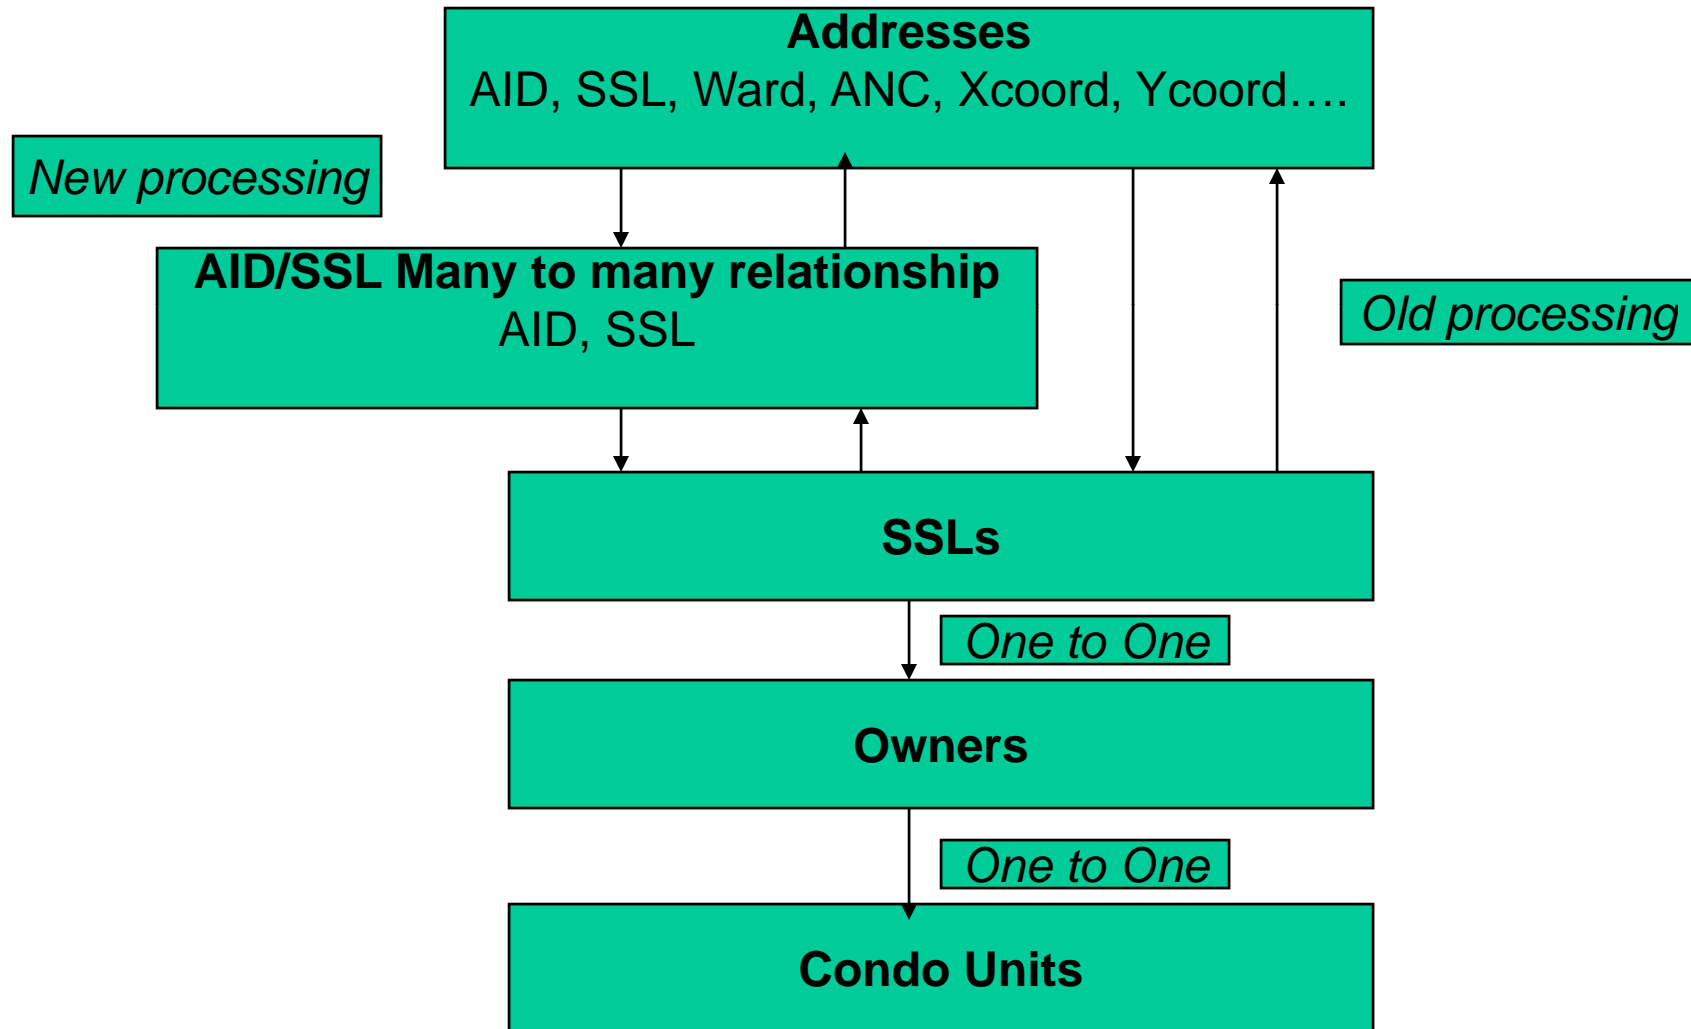 Addresses
AID, SSL, Ward, ANC, Xcoord, Ycoord….
New processing
AID/SSL Many to many relationship
AID, SSL
Old processing
SSLs
One to One
Owners
One to One
Condo Units